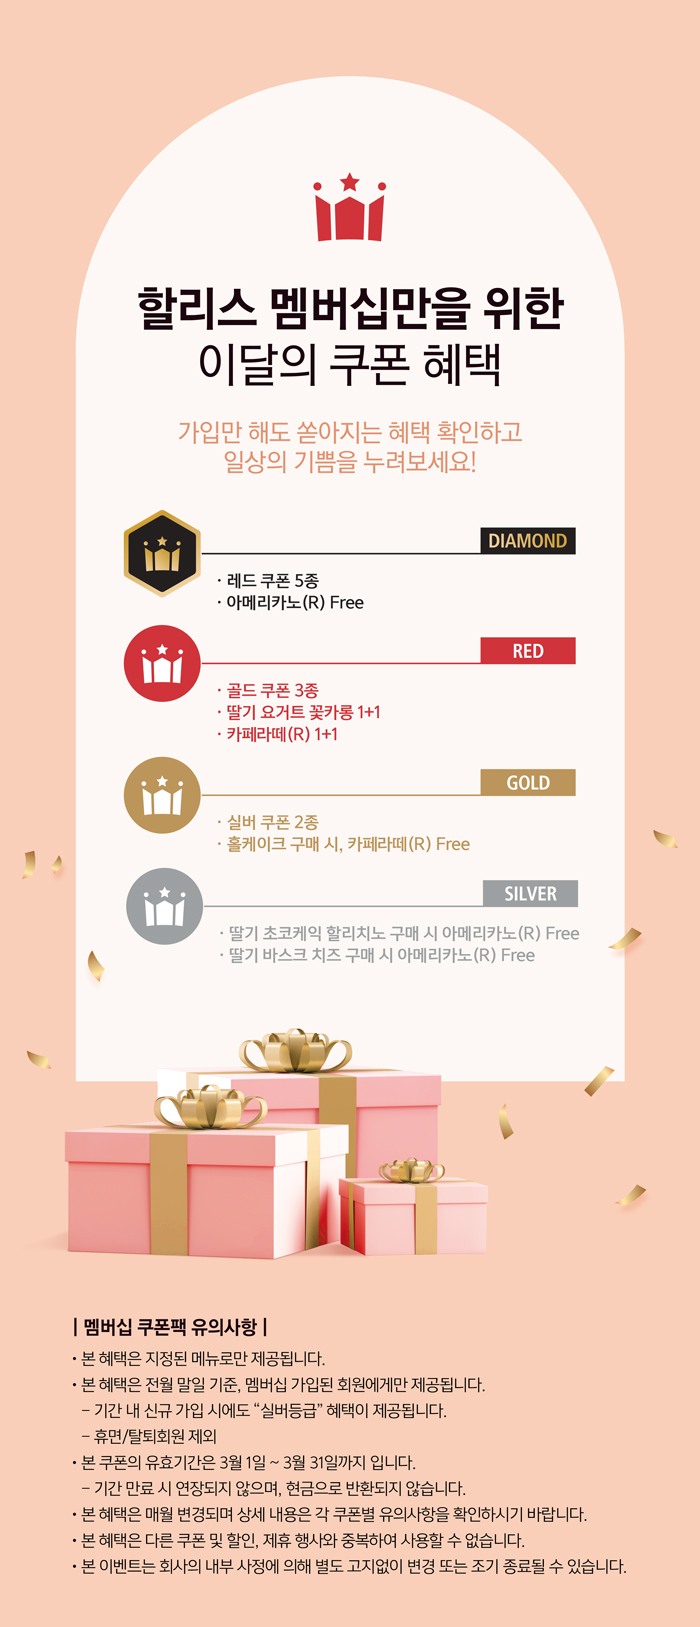 할리스 멤버십만을 위한
이달의 쿠폰 혜택
가입만 해도 쏟아지는 혜택 확인하고
일상의 기쁨을 누려보세요!
DIAMOND
· 레드 쿠폰 5종
· 아메리카노(R) Free
RED
· 골드 쿠폰 3종
· 딸기 요거트 꽃카롱 1+1
· 카페라떼(R) 1+1
GOLD
· 실버 쿠폰 2종
· 홀케이크 구매 시, 카페라떼(R) Free
SILVER
· 딸기 초코케익 할리치노 구매 시 아메리카노(R) Free
· 딸기 바스크 치즈 구매 시 아메리카노(R) Free
| 멤버십 쿠폰팩 유의사항 |
• 본 혜택은 지정된 메뉴로만 제공됩니다.
• 본 혜택은 전월 말일 기준, 멤버십 가입된 회원에게만 제공됩니다.
– 기간 내 신규 가입 시에도 “실버등급” 혜택이 제공됩니다.
– 휴면/탈퇴회원 제외
• 본 쿠폰의 유효기간은 3월 1일 ~ 3월 31일까지 입니다.
– 기간 만료 시 연장되지 않으며, 현금으로 반환되지 않습니다.
• 본 혜택은 매월 변경되며 상세 내용은 각 쿠폰별 유의사항을 확인하시기 바랍니다.
• 본 혜택은 다른 쿠폰 및 할인, 제휴 행사와 중복하여 사용할 수 없습니다.
• 본 이벤트는 회사의 내부 사정에 의해 별도 고지없이 변경 또는 조기 종료될 수 있습니다.